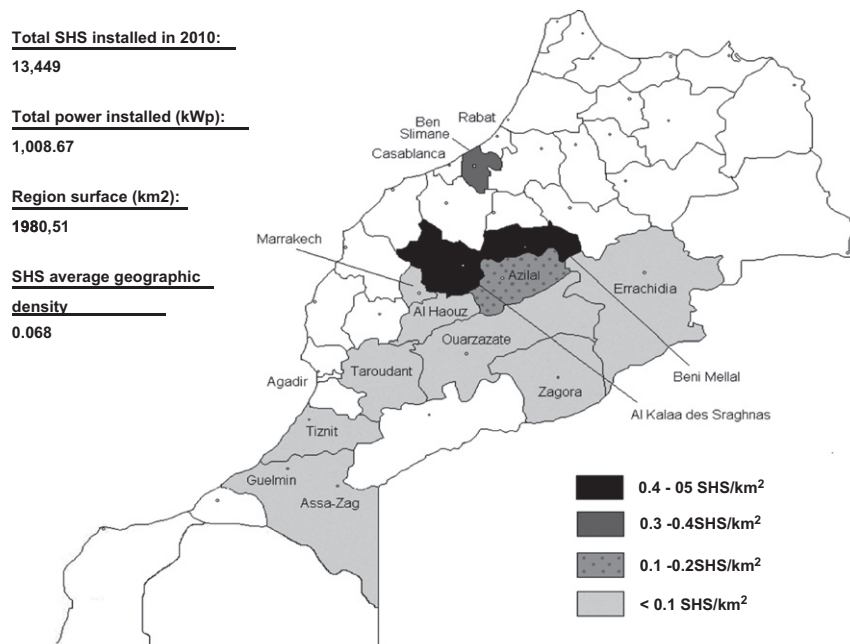 Total SHS installed in 2010:
13,449
Total power installed (kWp):
1,008.67
Region surface (km2):
1980,51
SHS average geographic
density
0.068
Rabat
Ben
Slimane
Casablanca
Marrakech
Azilal
Errachidia
Al Haouz
Ouarzazate
Beni Mellal
Taroudant
Agadir
Zagora
Al Kalaa des Sraghnas
Tiznit
Guelmin
Assa-Zag
0.4 - 05 SHS/km²
0.3 -0.4SHS/km²
0.1 -0.2SHS/km²
< 0.1 SHS/km²